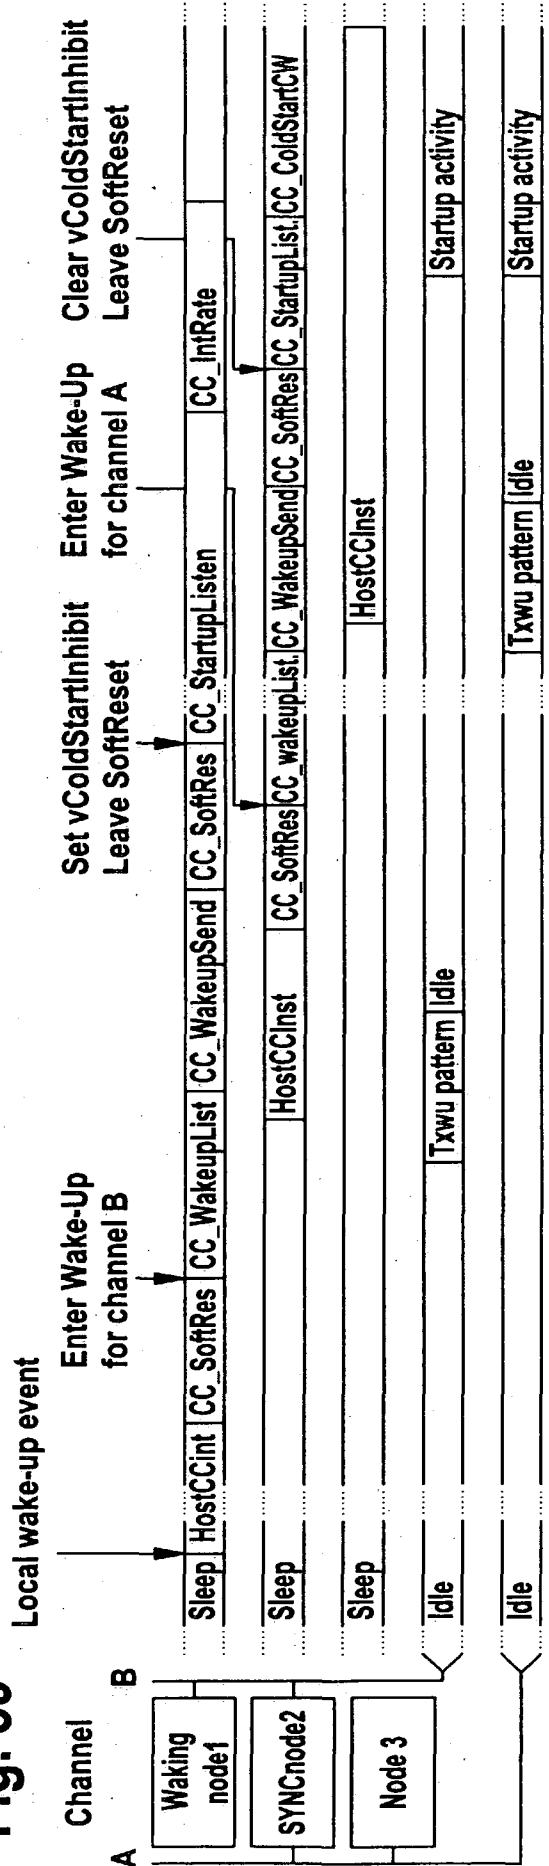 Channel
A
B
Local wake-up event
Enter Wake-Up
for channel B
Set vColdStartInhibit
Leave SoftReset
Enter Wake-Up
for channel A
Clear vColdStartInhibit
Leave SoftReset
Waking
node1
Sleep HostCCint CC_SoftRes CC_WakeupList CC_WakeupSend CC_SoftRes CC_StartupListen CC_IntRate
SYNCnode2
Sleep HostCCInst CC_SoftRes CC_wakeupList. CC_WakeupSend CC_SoftRes CC_StartupList. CC_ColdStartCW
Node 3
Sleep HostCCInst
Idle Txwu pattern Idle Startup activity
Idle Txwu pattern Idle Startup activity